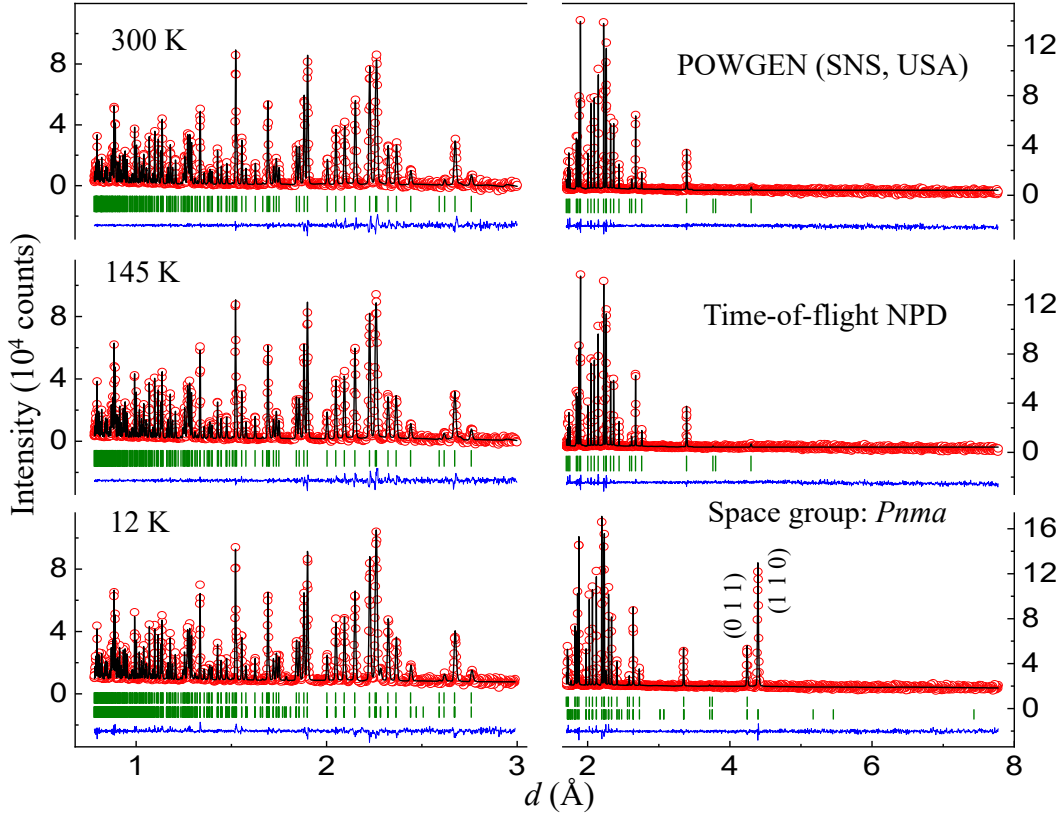 300 K
8
4
0
POWGEN (SNS, USA)
12
8
4
0
145 K
8
4
0
Time-of-flight NPD
12
8
4
0
12 K
8
4
0
Space group: Pnma
(0 1 1)
(1 1 0)
16
12
8
4
0
Intensity (10⁴ counts)
1
2
3
2
4
6
8
d (Å)